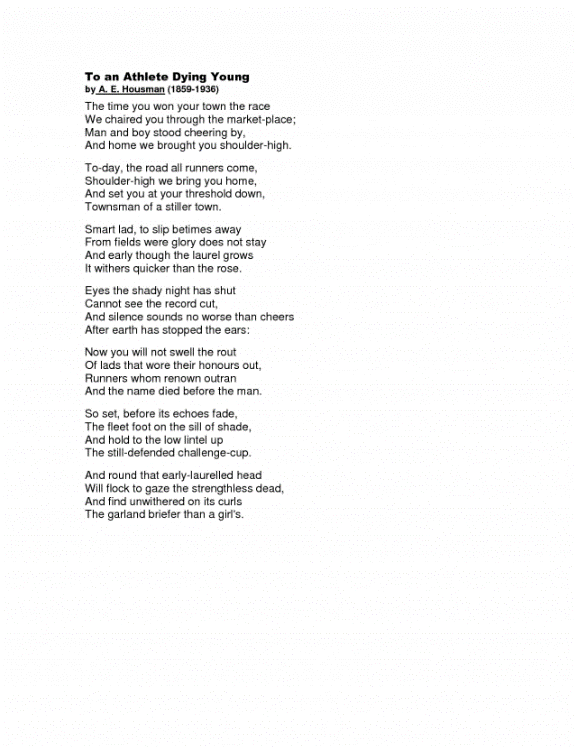 To an Athlete Dying Young
by A. E. Housman (1859-1936)
The time you won your town the race
We chaired you through the market-place;
Man and boy stood cheering by,
And home we brought you shoulder-high.
To-day, the road all runners come,
Shoulder-high we bring you home,
And set you at your threshold down,
Townsman of a stiller town.
Smart lad, to slip betimes away
From fields were glory does not stay
And early though the laurel grows
It withers quicker than the rose.
Eyes the shady night has shut
Cannot see the record cut,
And silence sounds no worse than cheers
After earth has stopped the ears:
Now you will not swell the rout
Of lads that wore their honours out,
Runners whom renown outran
And the name died before the man.
So set, before its echoes fade,
The fleet foot on the sill of shade,
And hold to the low lintel up
The still-defended challenge-cup.
And round that early-laurelled head
Will flock to gaze the strengthless dead,
And find unwithered on its curls
The garland briefer than a girl's.